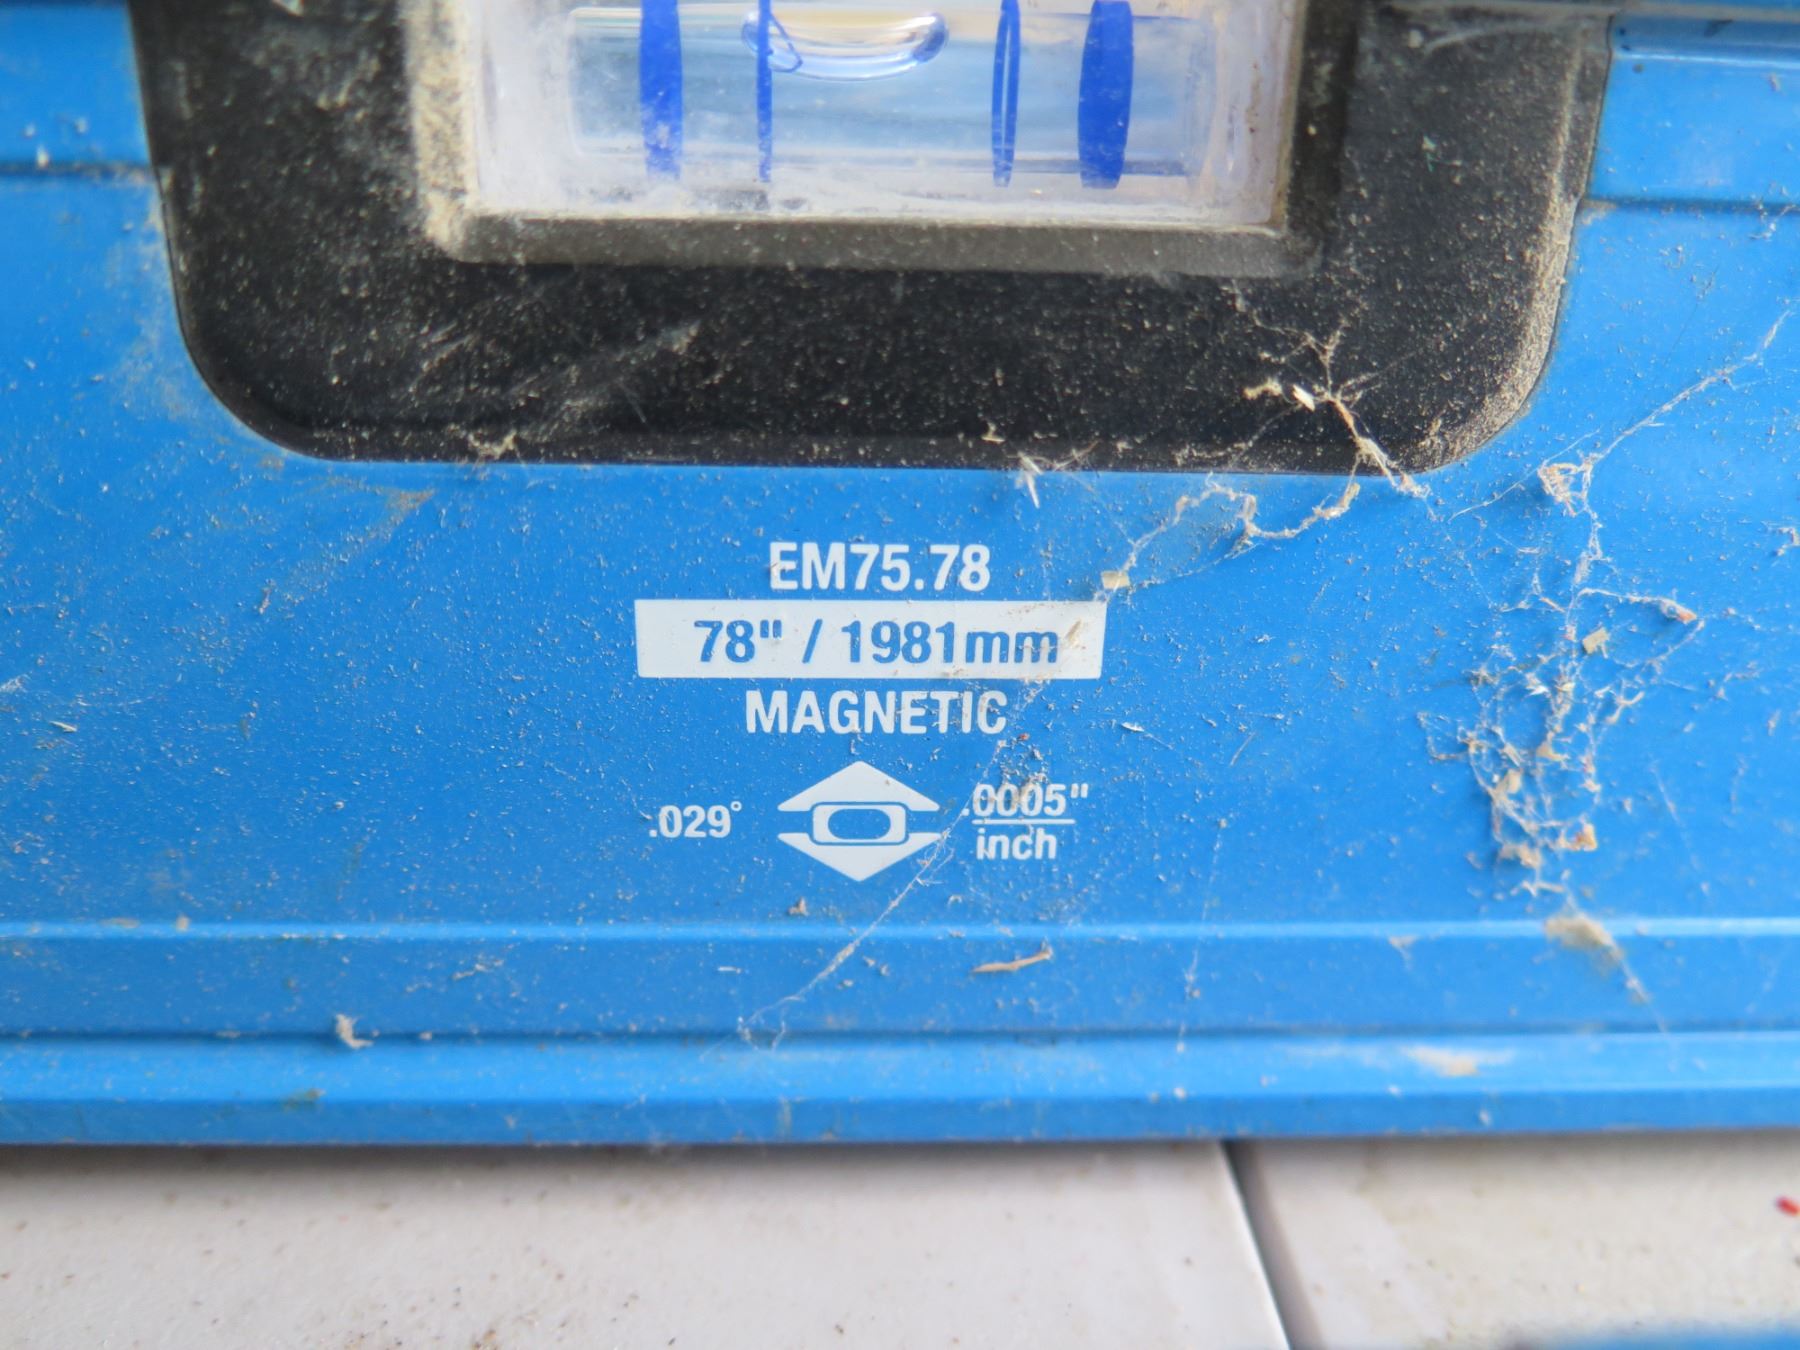 EM75.78
78" / 1981mm
MAGNETIC
.029° .0005"
inch